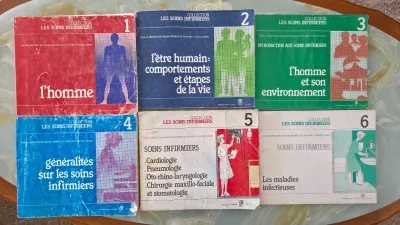 COLLECTION
LES SOINS INFIRMIERS
1
l'homme
COLLECTION
LES SOINS INFIRMIERS
2
l'être humain:
comportements
et étapes
de la vie
COLLECTION
LES SOINS INFIRMIERS
3
INTRODUCTION AUX SOINS INFIRMIERS
l'homme
et son
environnement
COLLECTION
LES SOINS INFIRMIERS
4
généralités
sur les soins
infirmiers
COLLECTION
LES SOINS INFIRMIERS
5
SOINS INFIRMIERS
.Cardiologie
.Pneumologie
.Oto-rhino-laryngologie
.Chirurgie maxillo-faciale
et stomatologie
COLLECTION
LES SOINS INFIRMIERS
6
SOINS INFIRMIERS
Les maladies
infectieuses